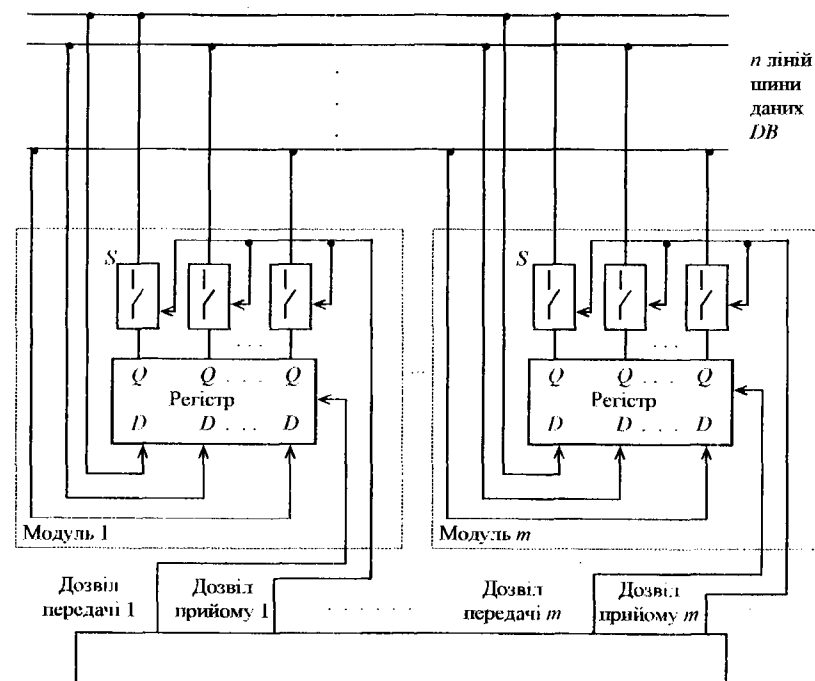 n ліній
шини
даних
DB
S
S
Q Q . . . Q
Регістр
D D . . . D
Q Q . . . Q
Регістр
D D . . . D
Модуль 1
Модуль m
Дозвіл
передачі 1
Дозвіл
прийому 1
Дозвіл
передачі m
Дозвіл
прийому m